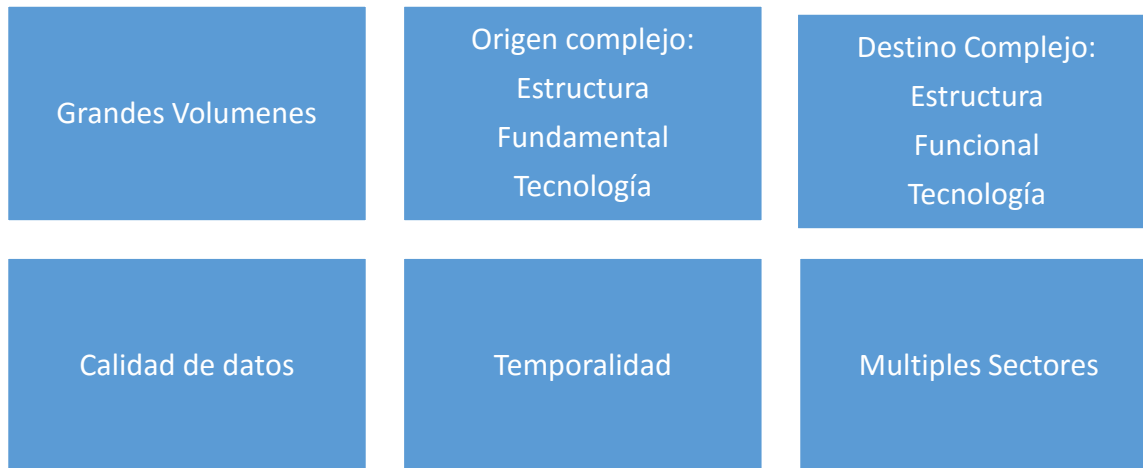 Grandes Volumenes
Origen complejo:
Estructura
Fundamental
Tecnología
Destino Complejo:
Estructura
Funcional
Tecnología
Calidad de datos
Temporalidad
Multiples Sectores